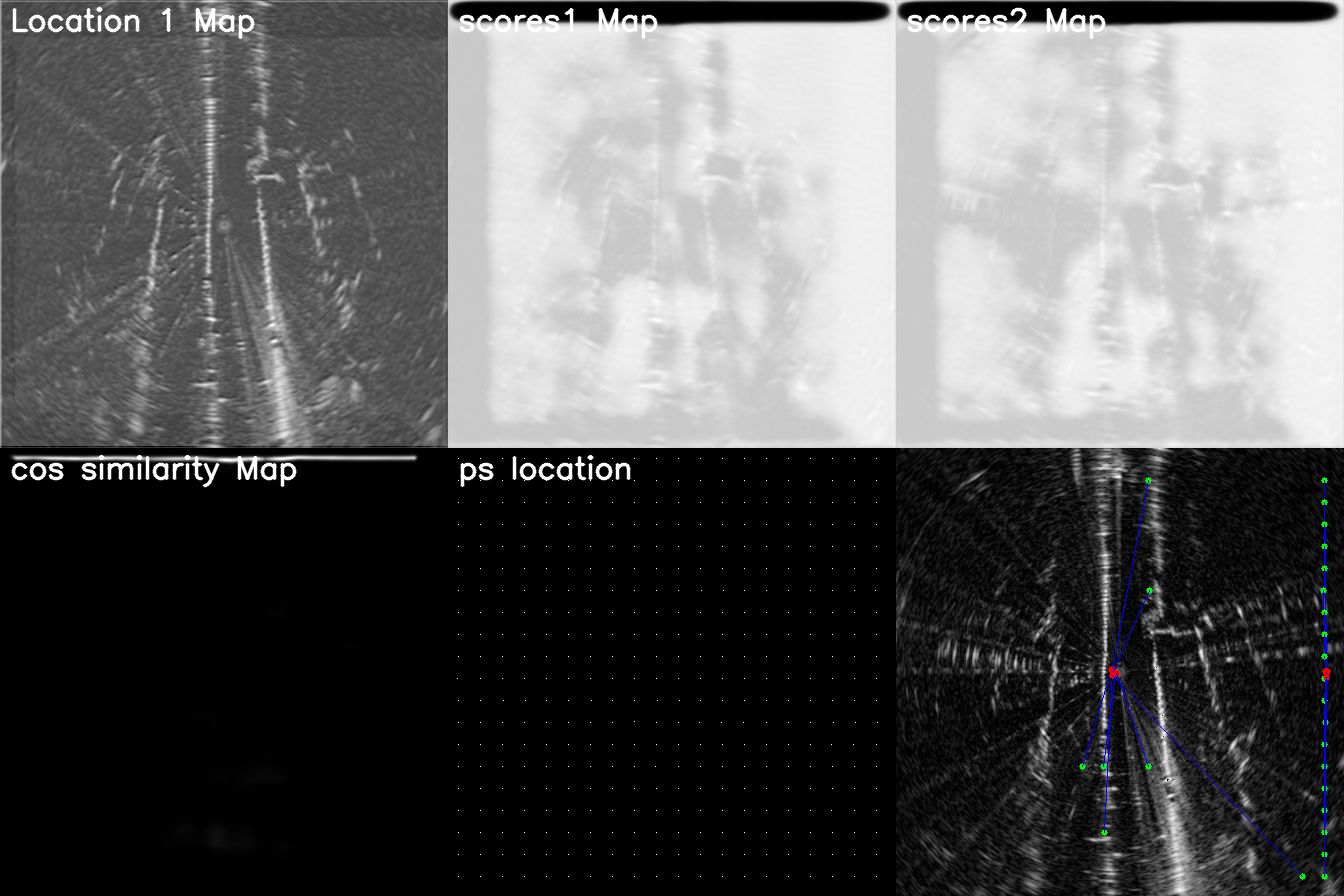 Location 1 Map
scores1 Map
scores2 Map
cos similarity Map
ps location